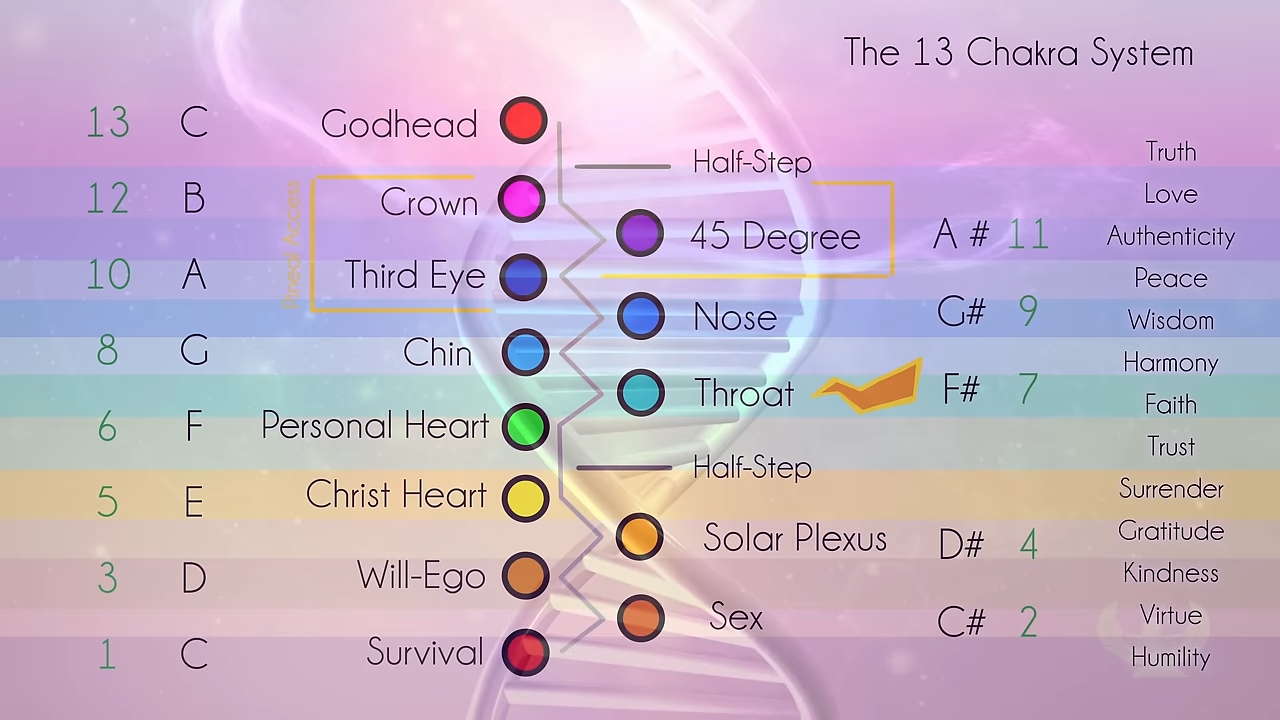 The 13 Chakra System
13 C Godhead
Half-Step
Truth
12 B Crown
Love
45 Degree A # 11
Authenticity
Pineal Access
10 A Third Eye
Peace
Nose G# 9
Wisdom
8 G Chin
Harmony
Throat F# 7
Faith
6 F Personal Heart
Trust
Half-Step
5 E Christ Heart
Surrender
Solar Plexus D# 4
Gratitude
3 D Will-Ego
Kindness
Sex C# 2
Virtue
1 C Survival
Humility